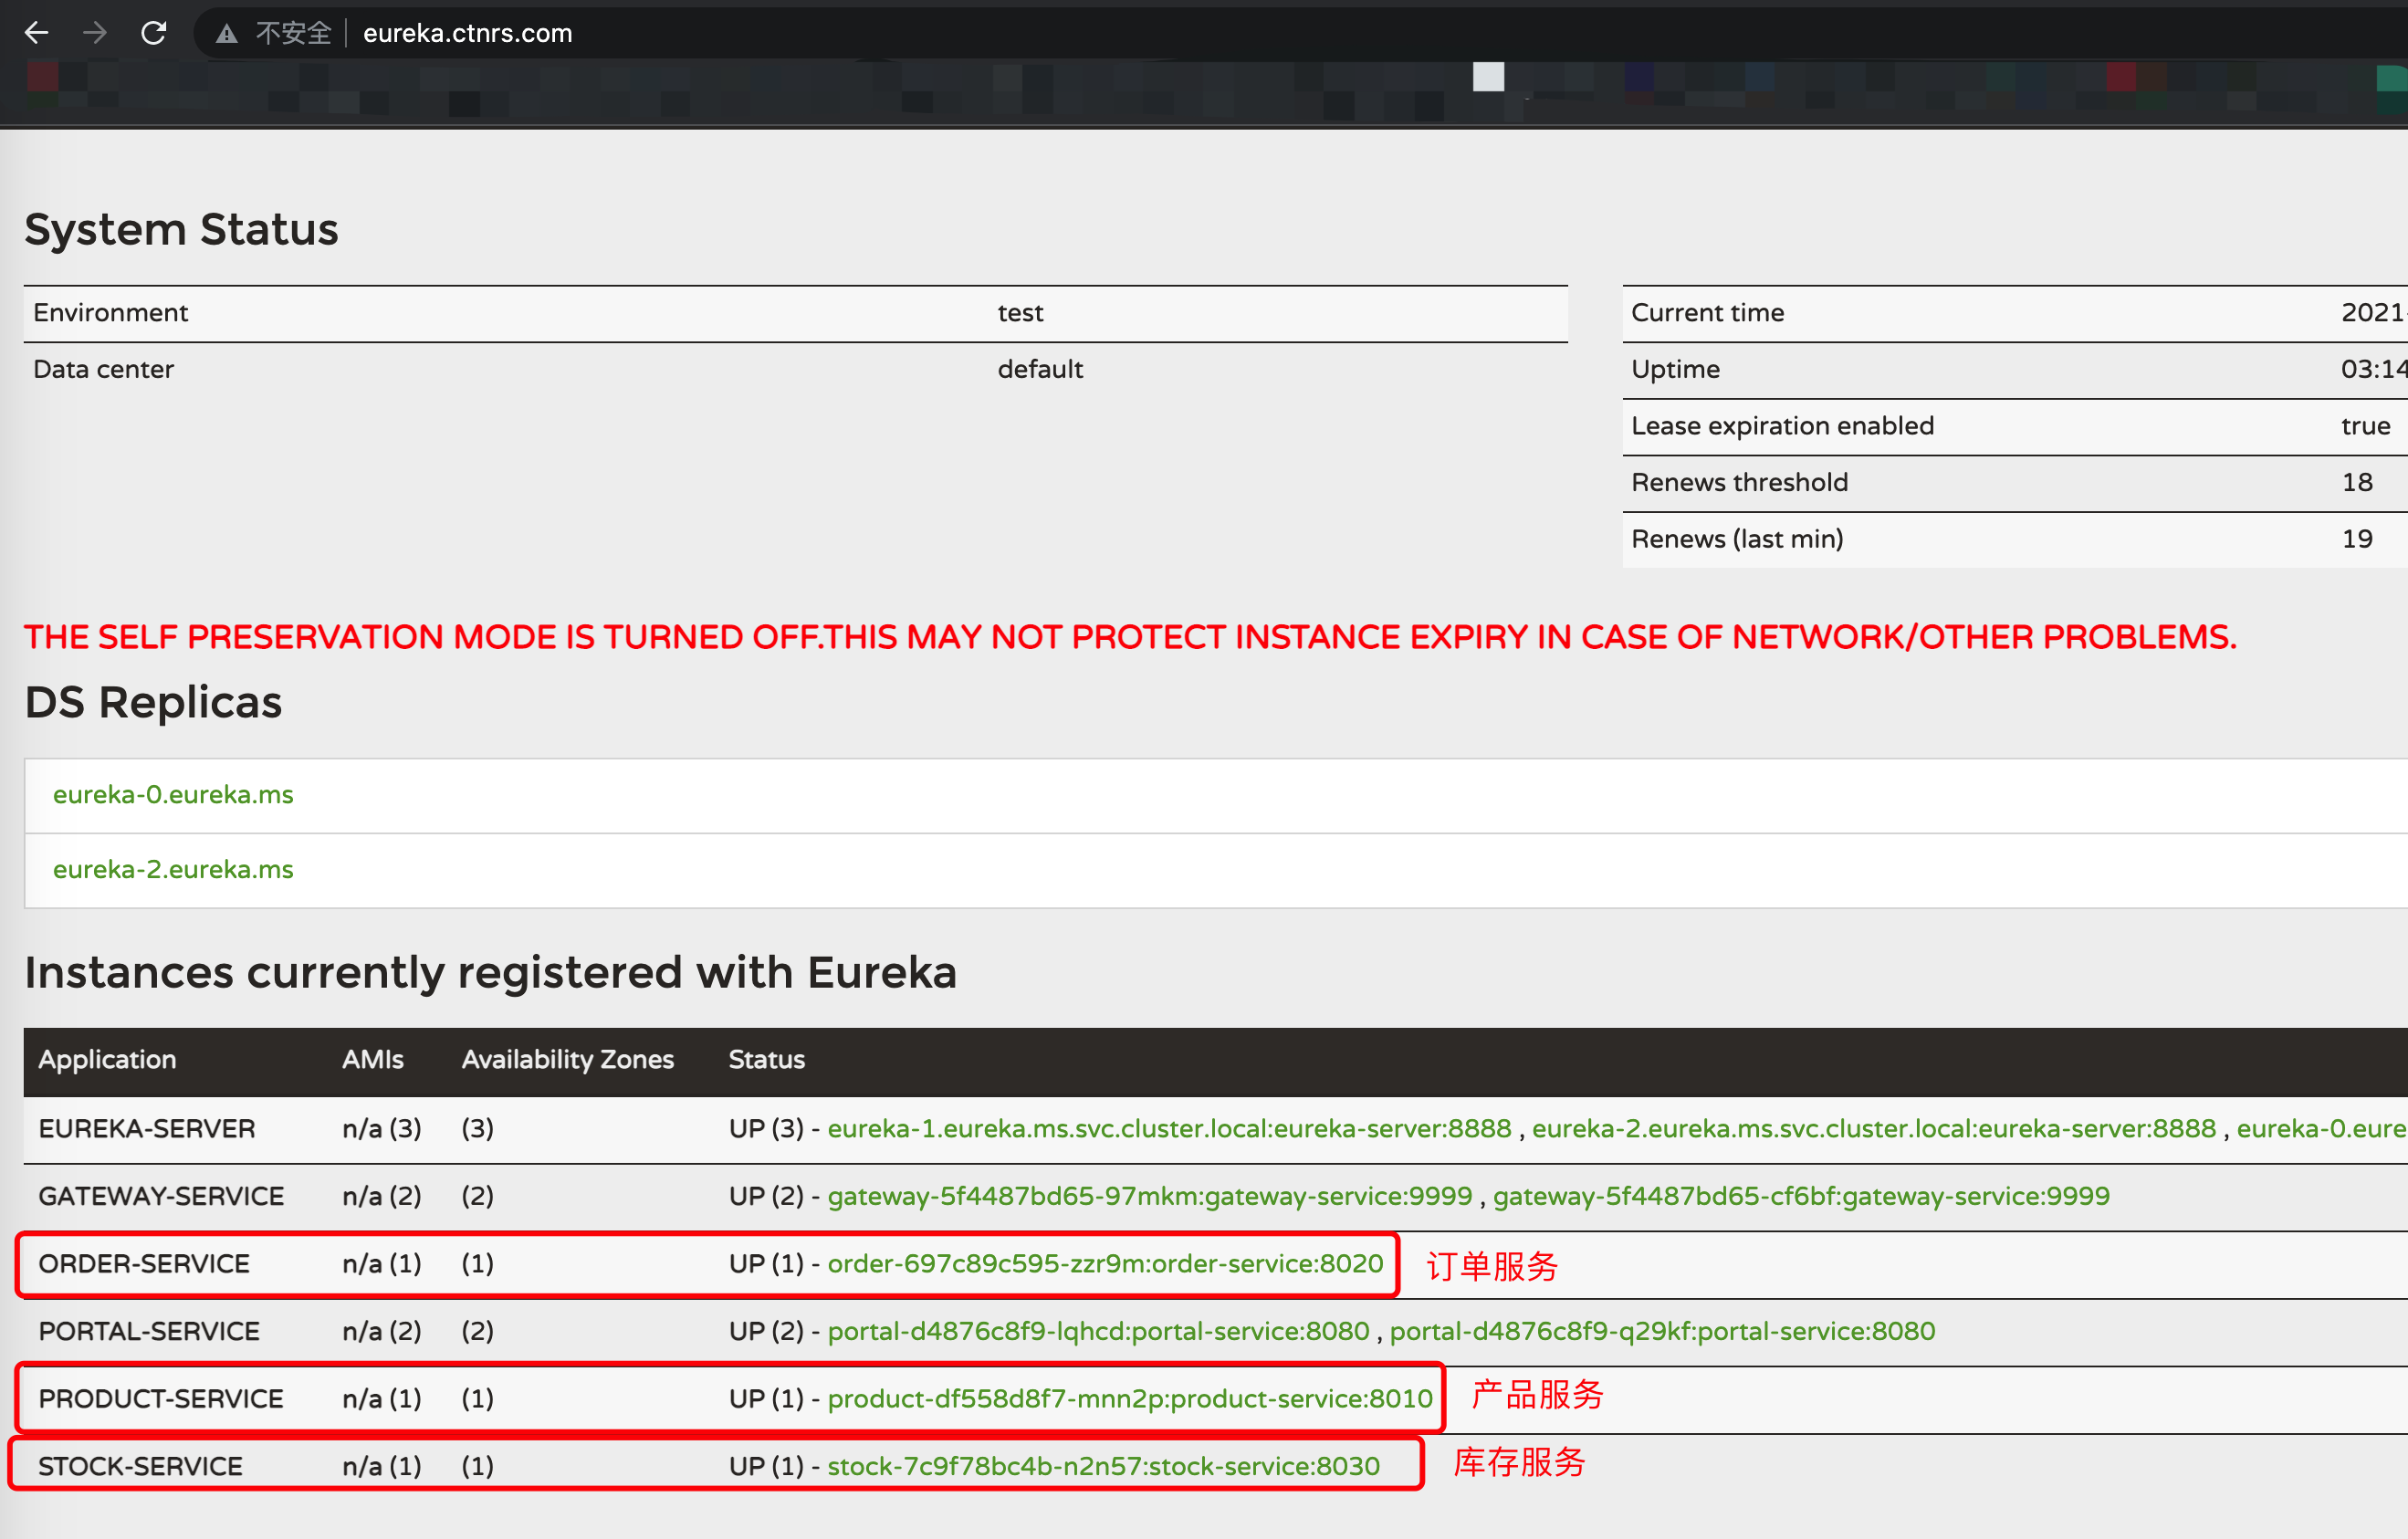 不安全 eureka.ctnrs.com
System Status
Environment test
Data center default
Current time 2021-
Uptime 03:14
Lease expiration enabled true
Renews threshold 18
Renews (last min) 19
THE SELF PRESERVATION MODE IS TURNED OFF.THIS MAY NOT PROTECT INSTANCE EXPIRY IN CASE OF NETWORK/OTHER PROBLEMS.
DS Replicas
eureka-0.eureka.ms
eureka-2.eureka.ms
Instances currently registered with Eureka
Application AMIs Availability Zones Status
EUREKA-SERVER n/a (3) (3) UP (3) - eureka-1.eureka.ms.svc.cluster.local:eureka-server:8888 , eureka-2.eureka.ms.svc.cluster.local:eureka-server:8888 , eureka-0.eure
GATEWAY-SERVICE n/a (2) (2) UP (2) - gateway-5f4487bd65-97mkm:gateway-service:9999 , gateway-5f4487bd65-cf6bf:gateway-service:9999
ORDER-SERVICE n/a (1) (1) UP (1) - order-697c89c595-zzr9m:order-service:8020 订单服务
PORTAL-SERVICE n/a (2) (2) UP (2) - portal-d4876c8f9-lqhcd:portal-service:8080 , portal-d4876c8f9-q29kf:portal-service:8080
PRODUCT-SERVICE n/a (1) (1) UP (1) - product-df558d8f7-mnn2p:product-service:8010 产品服务
STOCK-SERVICE n/a (1) (1) UP (1) - stock-7c9f78bc4b-n2n57:stock-service:8030 库存服务